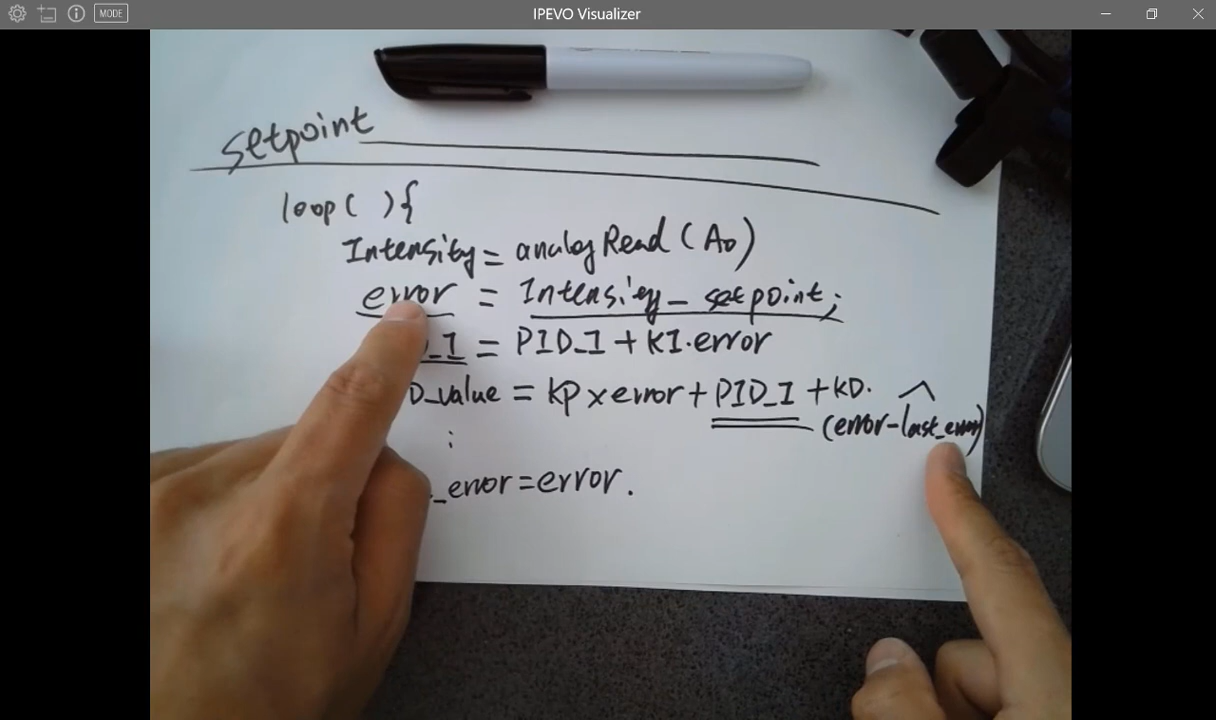 MODE IPEVO Visualizer
setpoint
loop( ){
Intensity = analogRead (A0)
error = Intensity - setpoint;
_I = PID_I + KI.error
D_value = Kp x error + PID_I + KD.
(error-last_error)
:
._error = error.